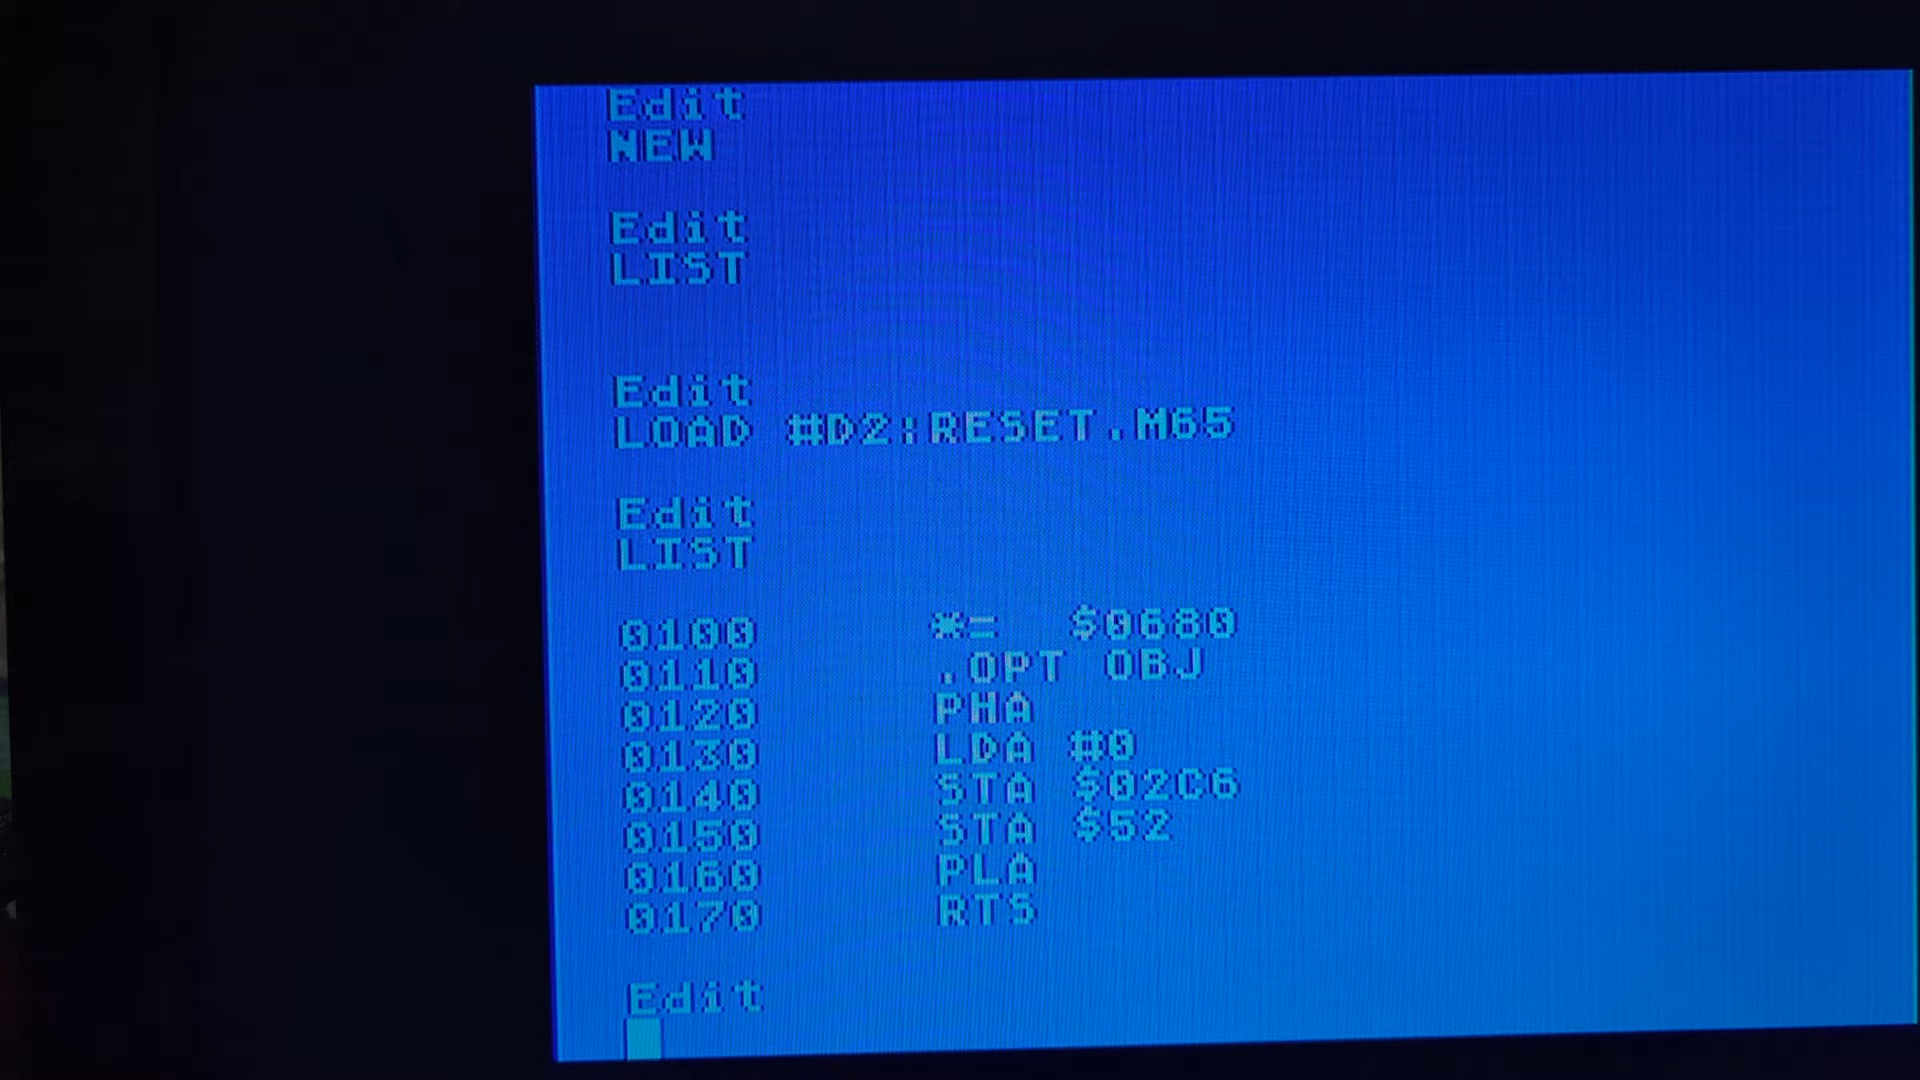 Edit
NEW
Edit
LIST
Edit
LOAD #D2:RESET.M65
Edit
LIST
0100 *= $0680
0110 .OPT OBJ
0120 PHA
0130 LDA #0
0140 STA $02C6
0150 STA $52
0160 PLA
0170 RTS
Edit